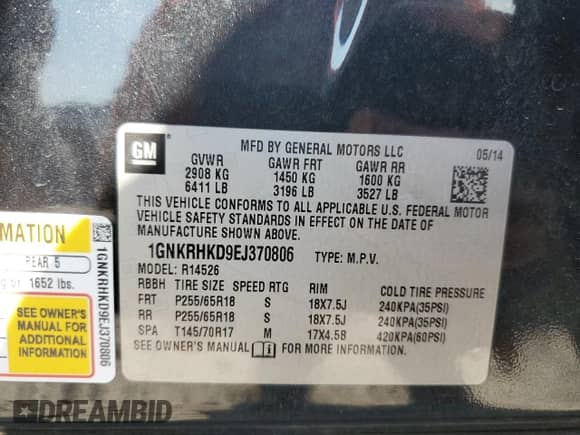 GM
MFD BY GENERAL MOTORS LLC
05/14
GVWR GAWR FRT GAWR RR
2908 KG 1450 KG 1600 KG
6411 LB 3196 LB 3527 LB
THIS VEHICLE CONFORMS TO ALL APPLICABLE U.S. FEDERAL MOTOR
VEHICLE SAFETY STANDARDS IN EFFECT ON THE DATE OF
MANUFACTURE SHOWN ABOVE.
1GNKRHKD9EJ370806 TYPE: M.P.V.
MODEL: R14526
RBBH TIRE SIZE SPEED RTG RIM COLD TIRE PRESSURE
FRT P255/65R18 S 18X7.5J 240KPA(35PSI)
RR P255/65R18 S 18X7.5J 240KPA(35PSI)
SPA T145/70R17 M 17X4.5B 420KPA(60PSI)
SEE OWNER'S MANUAL FOR MORE INFORMATION.
MATION
REAR 5
or 1652 lbs.
SEE OWNER'S
MANUAL FOR
ADDITIONAL
INFORMATION
1GNKRHKD9EJ370806
DREAMBID